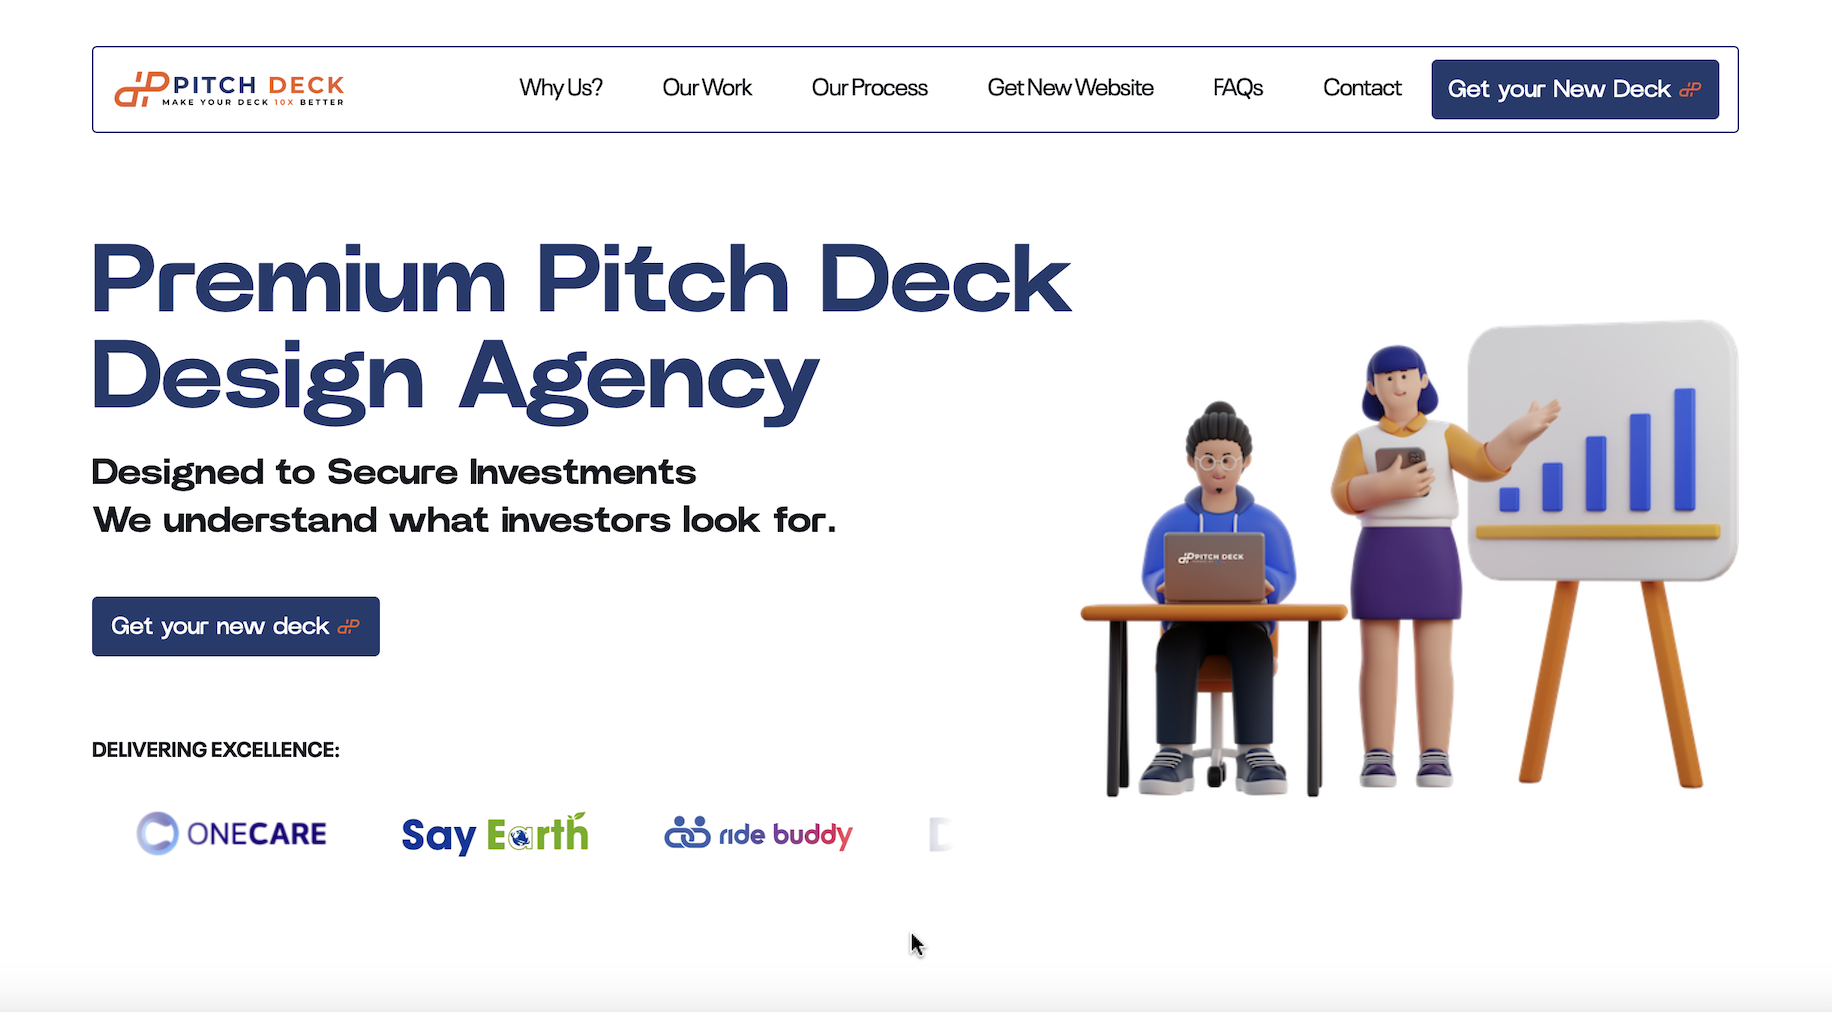 PITCH DECK
MAKE YOUR DECK 10X BETTER
Why Us?
Our Work
Our Process
Get New Website
FAQs
Contact
Get your New Deck
Premium Pitch Deck
Design Agency
Designed to Secure Investments
We understand what investors look for.
PITCH DECK
Get your new deck
DELIVERING EXCELLENCE:
ONECARE
Say Earth
ride buddy